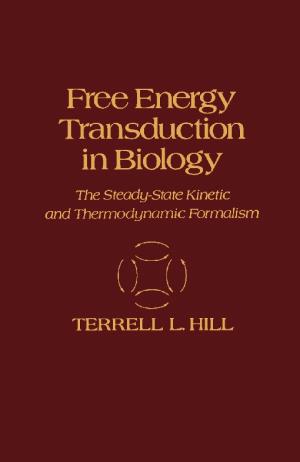 Free Energy
Transduction
in Biology
The Steady-State Kinetic
and Thermodynamic Formalism
TERRELL L. HILL